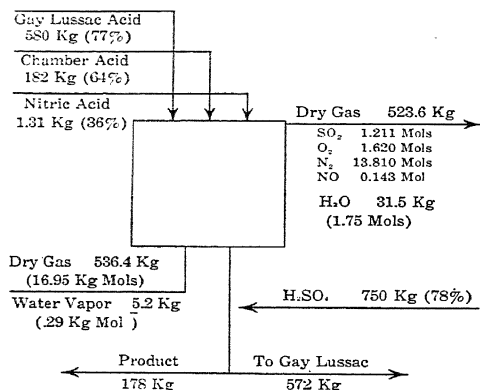 Gay Lussac Acid
580 Kg (77%)
Chamber Acid
182 Kg (64%)
Nitric Acid
1.31 Kg (36%)
Dry Gas 523.6 Kg
SO₂ 1.211 Mols
O₂ 1.620 Mols
N₂ 13.810 Mols
NO 0.143 Mol
H₂O 31.5 Kg
(1.75 Mols)
Dry Gas 536.4 Kg
(16.95 Kg Mols)
Water Vapor 5.2 Kg
(.29 Kg Mol )
H₂SO₄ 750 Kg (78%)
Product
178 Kg
To Gay Lussac
572 Kg